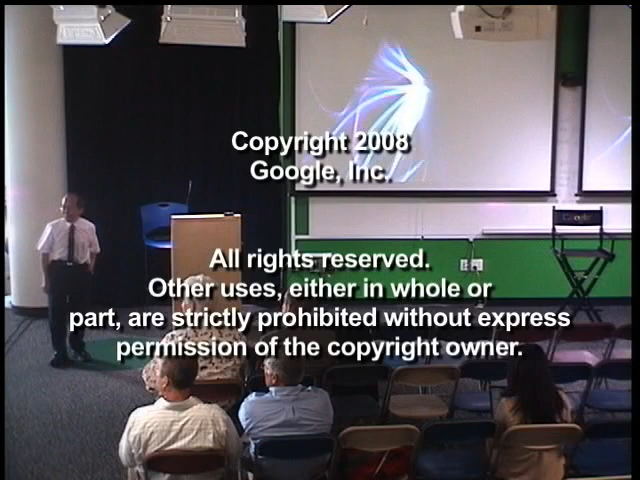 Copyright 2008
Google, Inc.
All rights reserved.
Other uses, either in whole or
part, are strictly prohibited without express
permission of the copyright owner.
Google